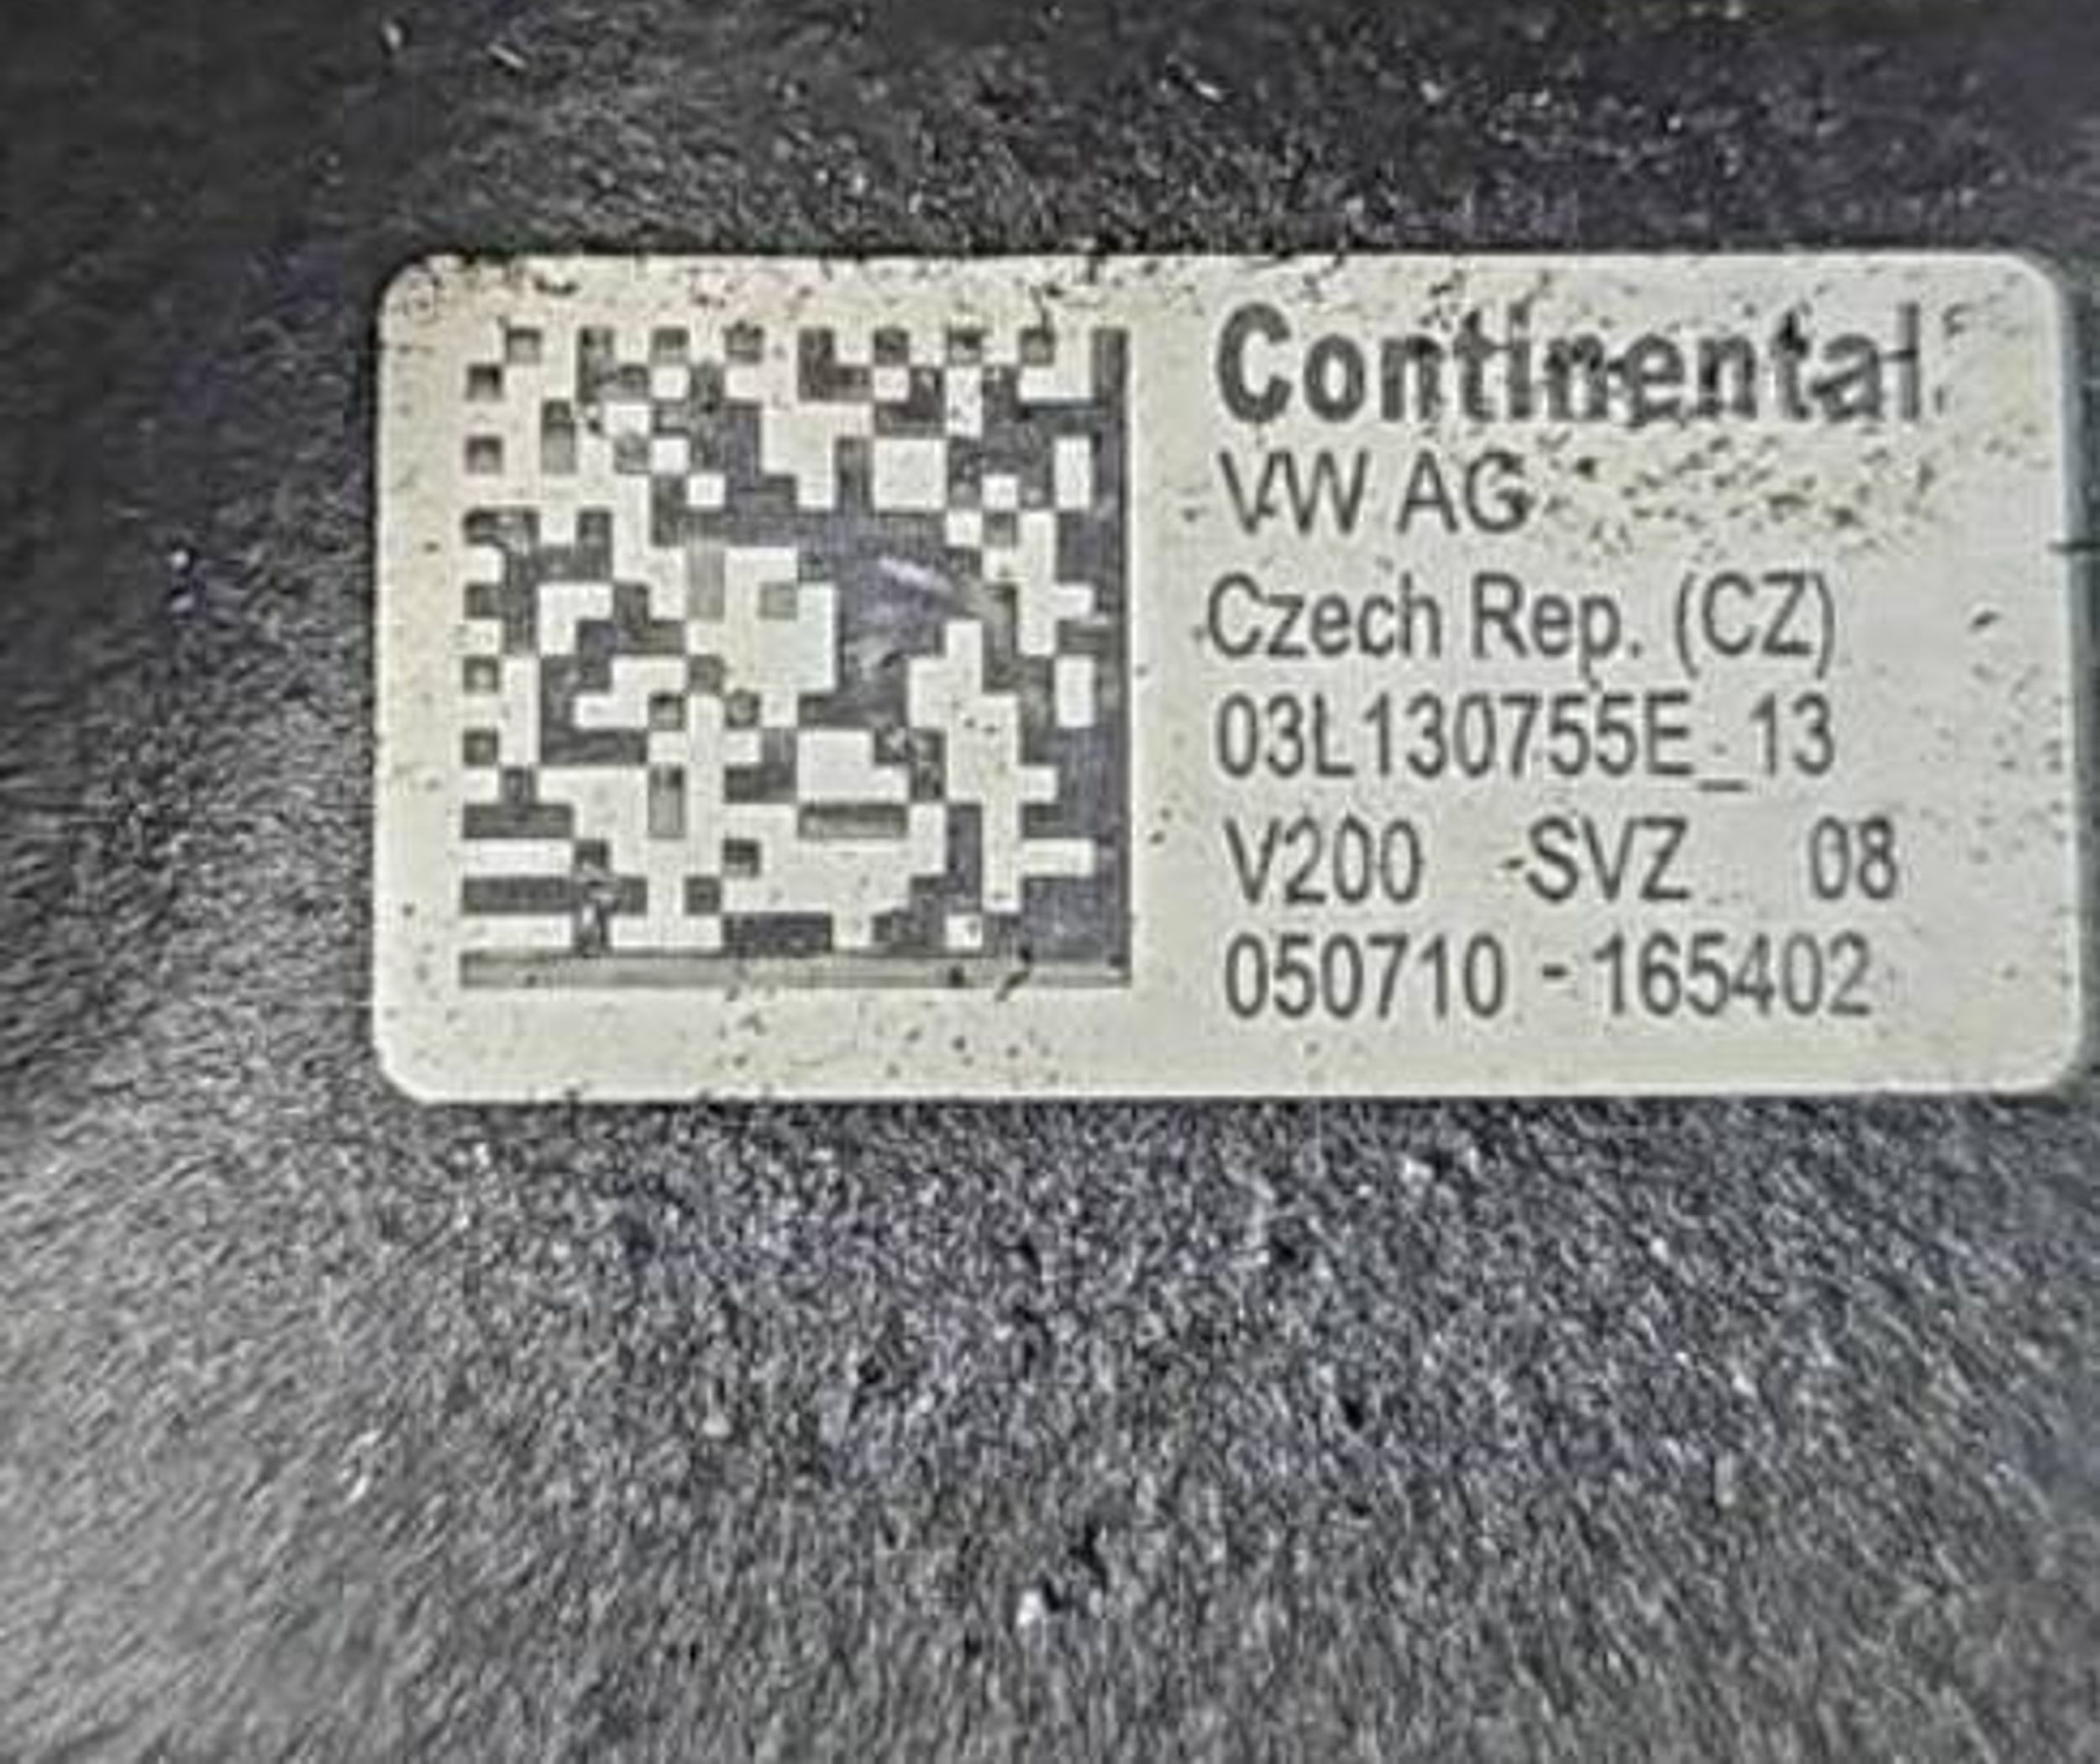 Continental
VW AG
Czech Rep. (CZ)
03L130755E_13
V200 SVZ 08
050710 - 165402